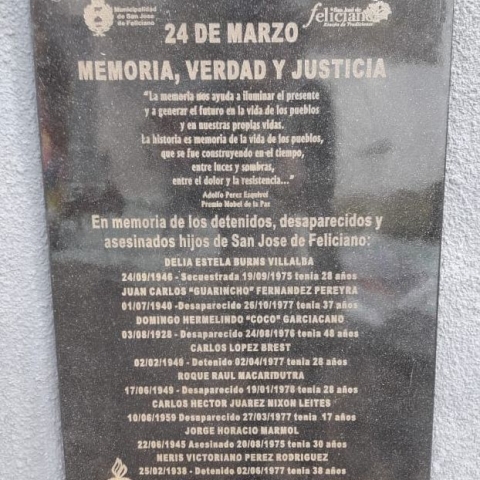 Municipalidad
de San Jose
de Feliciano
San José de
feliciano
24 DE MARZO
MEMORIA, VERDAD Y JUSTICIA
"La memoria nos ayuda a iluminar el presente
y a generar el futuro en la vida de los pueblos
y en nuestras propias vidas.
La historia es memoria de la vida de los pueblos,
que se fue construyendo en el tiempo,
entre luces y sombras,
entre el dolor y la resistencia..."
Adolfo Perez Esquivel
Premio Nobel de la Paz
En memoria de los detenidos, desaparecidos y
asesinados hijos de San Jose de Feliciano:
DELIA ESTELA BURNS VILLALBA
24/09/1946 - Secuestrada 19/09/1975 tenia 28 años
JUAN CARLOS "GUARINCHO" FERNANDEZ PEREYRA
01/07/1940 -Desaparecido 26/10/1977 tenia 37 años
DOMINGO HERMELINDO "COCO" GARCIACANO
03/08/1928 - Desaparecido 24/08/1976 tenia 48 años
CARLOS LOPEZ BREST
02/02/1949 - Detenido 02/04/1977 tenia 28 años
ROQUE RAUL MACARIDUTRA
17/06/1949 - Desaparecido 19/01/1978 tenia 28 años
CARLOS HECTOR JUAREZ NIXON LEITES
10/06/1959 Desaparecido 27/03/1977 tenia 17 años
JORGE HORACIO MARMOL
22/06/1945 Asesinado 20/08/1975 tenia 30 años
NERIS VICTORIANO PEREZ RODRIGUEZ
25/02/1938 - Detenido 02/06/1977 tenia 38 años